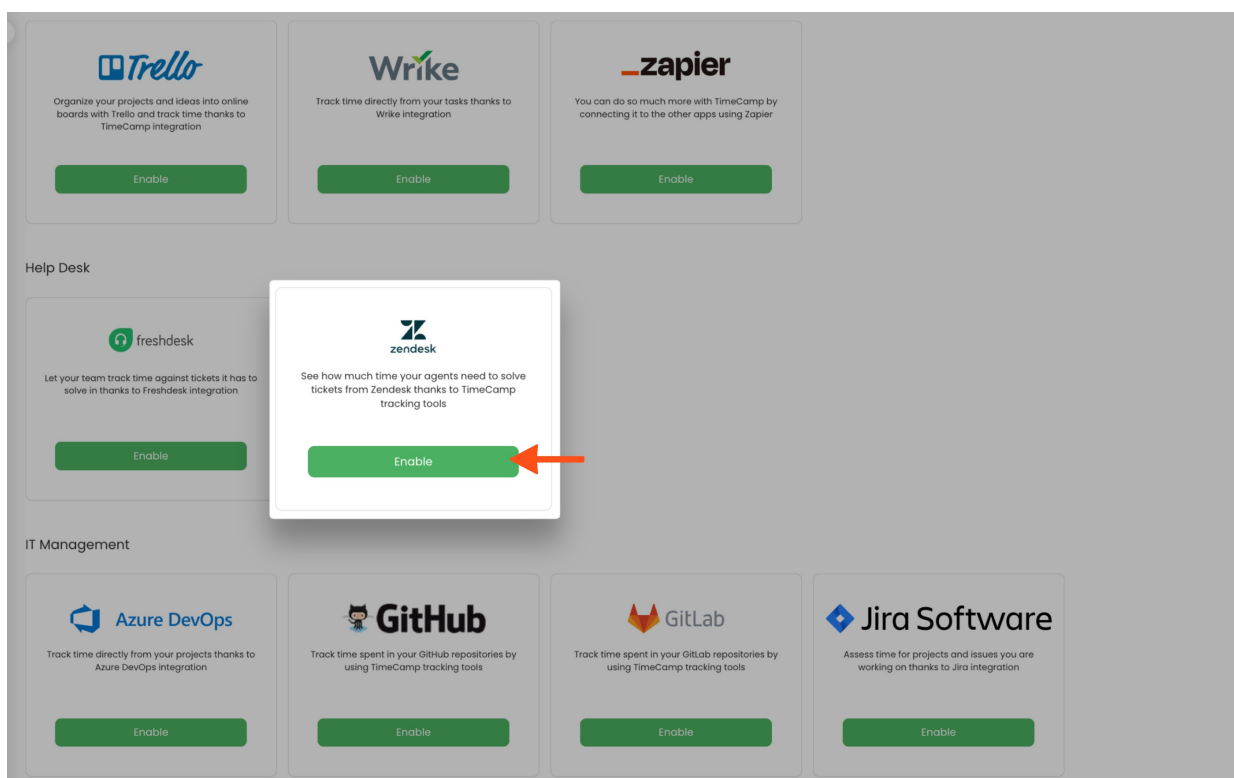 Trello
Organize your projects and ideas into online
boards with Trello and track time thanks to
TimeCamp integration
Enable
Wrike
Track time directly from your tasks thanks to
Wrike integration
Enable
_zapier
You can do so much more with TimeCamp by
connecting it to the other apps using Zapier
Enable
Help Desk
freshdesk
Let your team track time against tickets it has to
solve in thanks to Freshdesk integration
Enable
zendesk
See how much time your agents need to solve
tickets from Zendesk thanks to TimeCamp
tracking tools
Enable
IT Management
Azure DevOps
Track time directly from your projects thanks to
Azure DevOps integration
Enable
GitHub
Track time spent in your GitHub repositories by
using TimeCamp tracking tools
Enable
GitLab
Track time spent in your GitLab repositories by
using TimeCamp tracking tools
Enable
Jira Software
Assess time for projects and issues you are
working on thanks to Jira integration
Enable